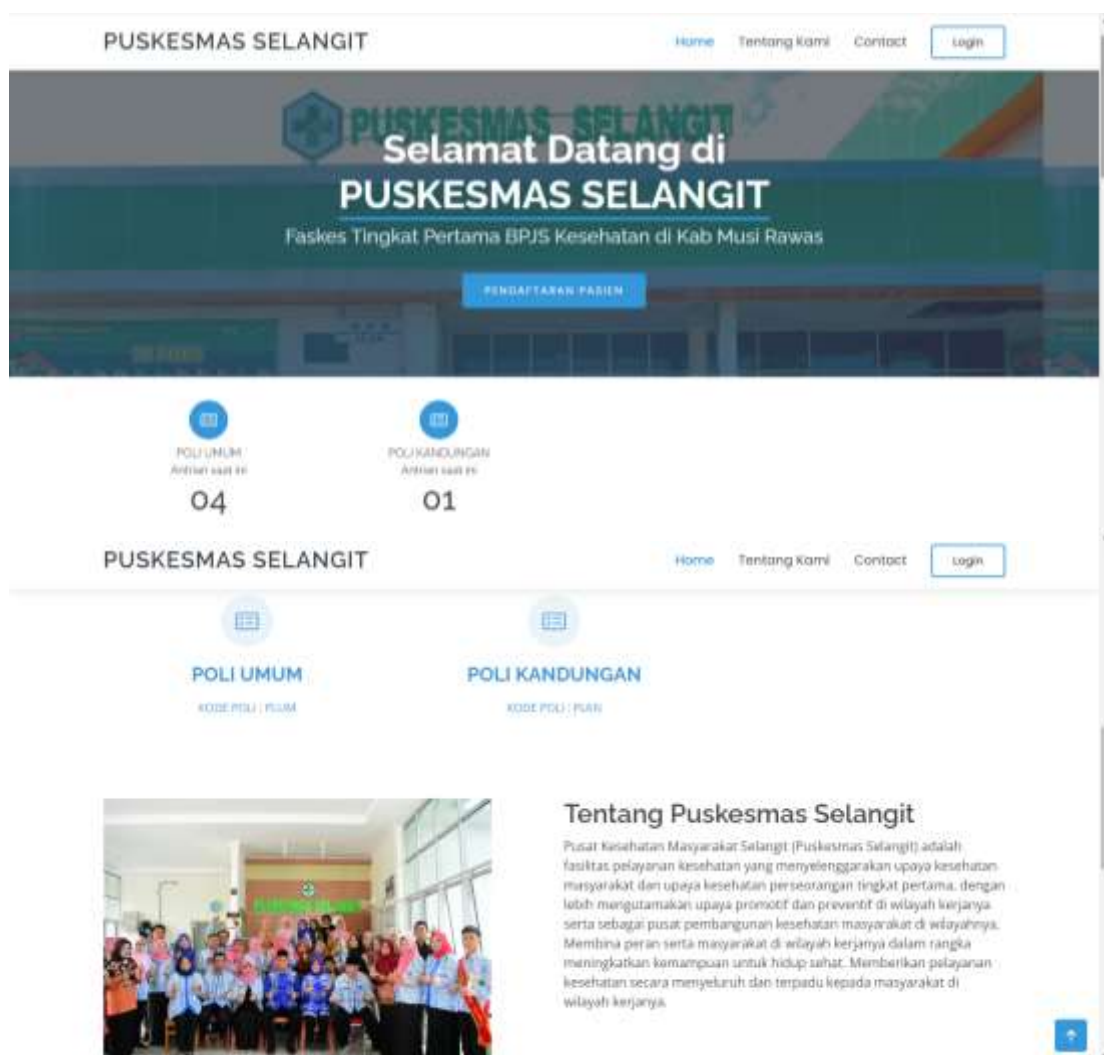 PUSKESMAS SELANGIT
Home Tentang Kami Contact Login
PUSKESMAS SELANGIT
Selamat Datang di
PUSKESMAS SELANGIT
Faskes Tingkat Pertama BPJS Kesehatan di Kab Musi Rawas
PENDAFTARAN PASIEN
POLI UMUM
Antrian saat ini
04
POLI KANDUNGAN
Antrian saat ini
01
PUSKESMAS SELANGIT
Home Tentang Kami Contact Login
POLI UMUM
KODE POLI : PLUM
POLI KANDUNGAN
KODE POLI :
Tentang Puskesmas Selangit
Pusat Kesehatan Masyarakat Selangit (Puskesmas Selangit) adalah
fasilitas pelayanan kesehatan yang menyelenggarakan upaya kesehatan
masyarakat dan upaya kesehatan perseorangan tingkat pertama, dengan
lebih mengutamakan upaya promotif dan preventif di wilayah kerjanya
serta sebagai pusat pembangunan kesehatan masyarakat di wilayahnya.
Membina peran serta masyarakat di wilayah kerjanya dalam rangka
meningkatkan kemampuan untuk hidup sehat. Memberikan pelayanan
kesehatan secara menyeluruh dan terpadu kepada masyarakat di
wilayah kerjanya.